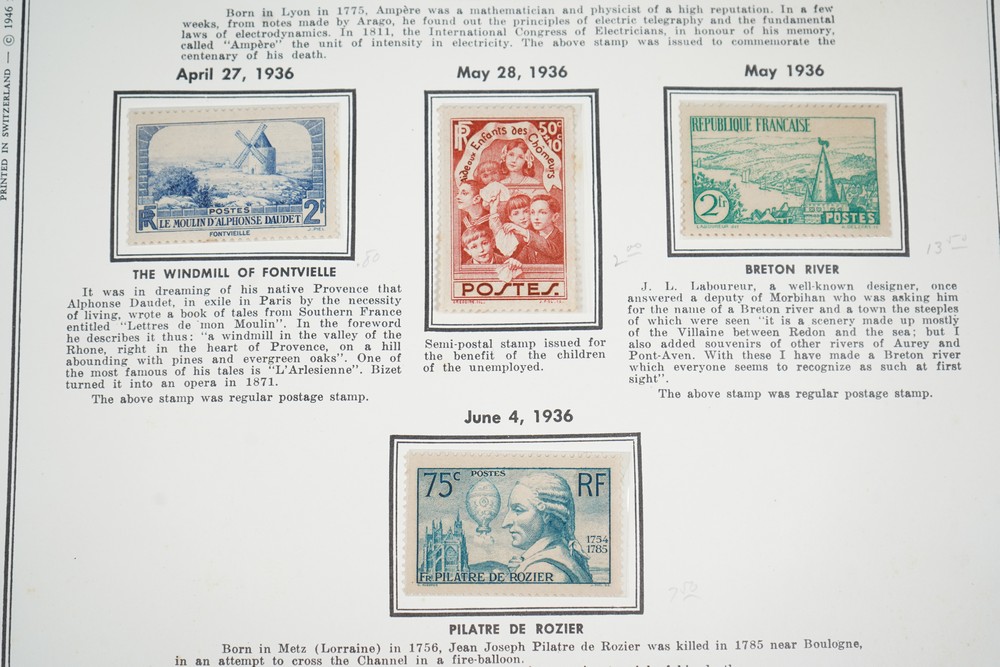 PRINTED IN SWITZERLAND — © 1946
Born in Lyon in 1775, Ampère was a mathematician and physicist of a high reputation. In a few
weeks, from notes made by Arago, he found out the principles of electric telegraphy and the fundamental
laws of electrodynamics. In 1811, the International Congress of Electricians, in honour of his memory,
called "Ampère" the unit of intensity in electricity. The above stamp was issued to commemorate the
centenary of his death.
April 27, 1936
POSTES
RF
LE MOULIN D'ALPHONSE DAUDET
2F
FONTVIEILLE
.80
THE WINDMILL OF FONTVIELLE
It was in dreaming of his native Provence that
Alphonse Daudet, in exile in Paris by the necessity
of living, wrote a book of tales from Southern France
entitled "Lettres de mon Moulin". In the foreword
he describes it thus: "a windmill in the valley of the
Rhone, right in the heart of Provence, on a hill
abounding with pines and evergreen oaks". One of
the most famous of his tales is "L'Arlesienne". Bizet
turned it into an opera in 1871.
The above stamp was regular postage stamp.
May 28, 1936
RF
Aide aux Enfants des Chômeurs
50c
+10c
POSTES.
2.00
Semi-postal stamp issued for
the benefit of the children
of the unemployed.
May 1936
REPUBLIQUE FRANCAISE
2fr
POSTES
13.50
BRETON RIVER
J. L. Laboureur, a well-known designer, once
answered a deputy of Morbihan who was asking him
for the name of a Breton river and a town the steeples
of which were seen "it is a scenery made up mostly
of the Villaine between Redon and the sea; but I
also added souvenirs of other rivers of Aurey and
Pont-Aven. With these I have made a Breton river
which everyone seems to recognize as such at first
sight".
The above stamp was regular postage stamp.
June 4, 1936
75c
POSTES
RF
1754
1785
Fr PILATRE DE ROZIER
7.50
PILATRE DE ROZIER
Born in Metz (Lorraine) in 1756, Jean Joseph Pilatre de Rozier was killed in 1785 near Boulogne,
in an attempt to cross the Channel in a fire-balloon.